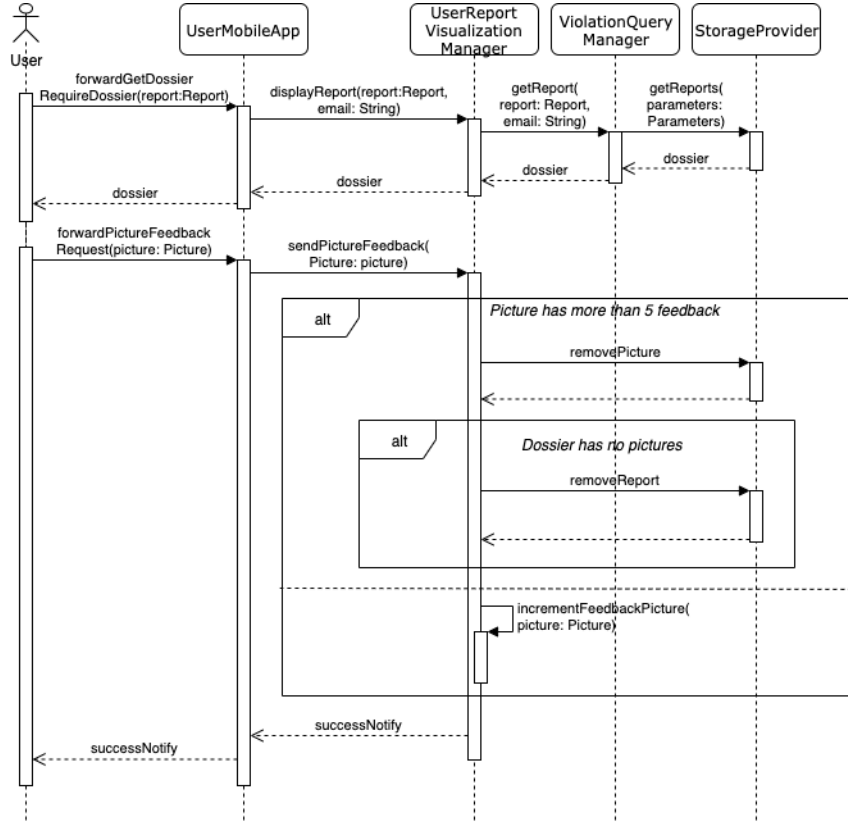 User
UserMobileApp
UserReport
Visualization
Manager
ViolationQuery
Manager
StorageProvider
forwardGetDossier
RequireDossier(report:Report)
displayReport(report:Report,
email: String)
getReport(
report: Report,
email: String)
getReports(
parameters:
Parameters)
dossier
dossier
dossier
dossier
forwardPictureFeedback
Request(picture: Picture)
sendPictureFeedback(
Picture: picture)
alt
Picture has more than 5 feedback
removePicture
alt
Dossier has no pictures
removeReport
incrementFeedbackPicture(
picture: Picture)
successNotify
successNotify